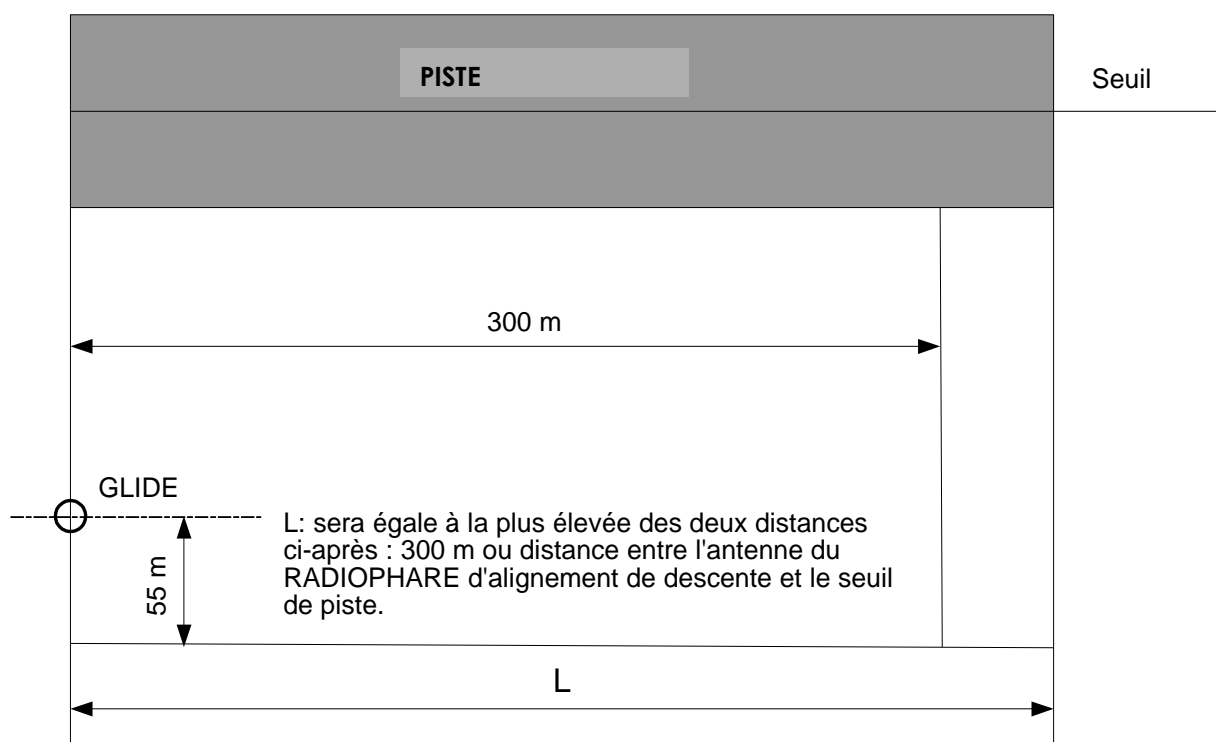 PISTE
Seuil
300 m
GLIDE
L: sera égale à la plus élevée des deux distances
ci-après : 300 m ou distance entre l'antenne du
RADIOPHARE d'alignement de descente et le seuil
de piste.
55 m
L